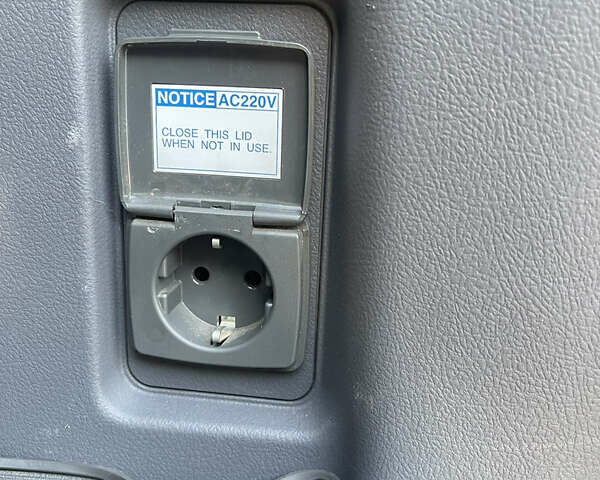 NOTICE AC220V
CLOSE THIS LID
WHEN NOT IN USE.